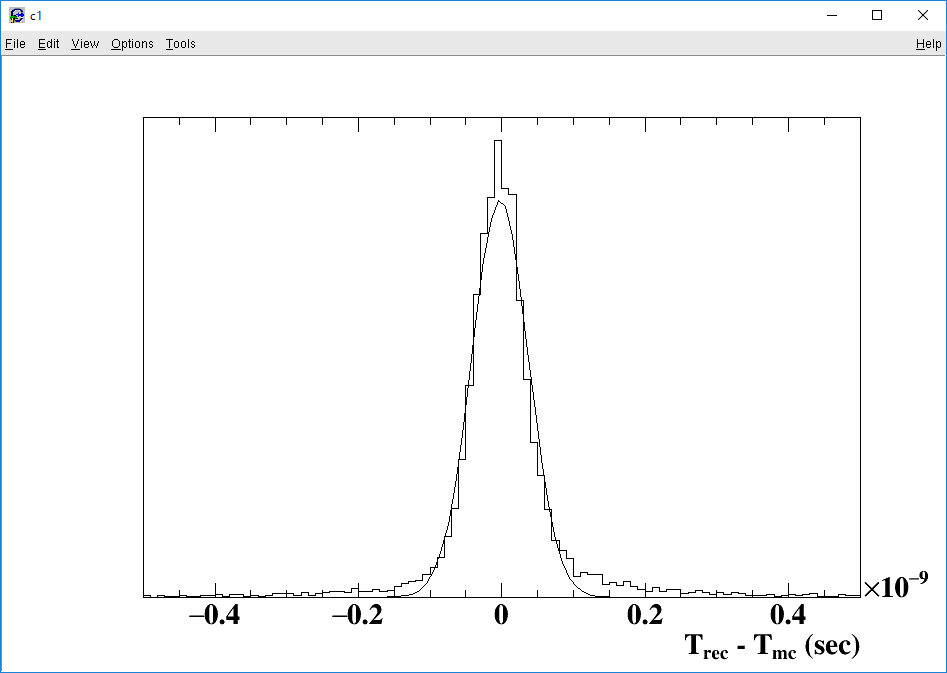 c1
File Edit View Options Tools Help
−0.4 −0.2 0 0.2 0.4 ×10⁻⁹
T_rec - T_mc (sec)